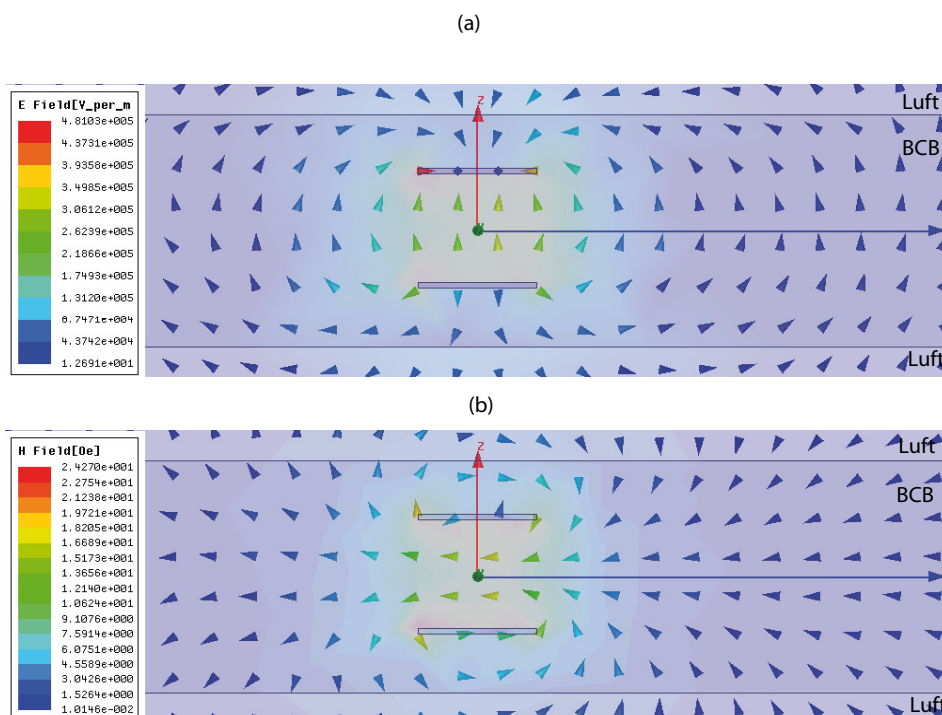 (a)
E Field[V_per_m
4.8103e+005
4.3731e+005
3.9358e+005
3.4985e+005
3.0612e+005
2.6239e+005
2.1866e+005
1.7493e+005
1.3120e+005
8.7471e+004
4.3742e+004
1.2691e+001
Z
Luft
BCB
Luft
(b)
H Field[Oe]
2.4270e+001
2.2754e+001
2.1238e+001
1.9721e+001
1.8205e+001
1.6689e+001
1.5173e+001
1.3656e+001
1.2140e+001
1.0624e+001
9.1076e+000
7.5914e+000
6.0751e+000
4.5589e+000
3.0426e+000
1.5264e+000
1.0146e-002
Z
Luft
BCB
Luft